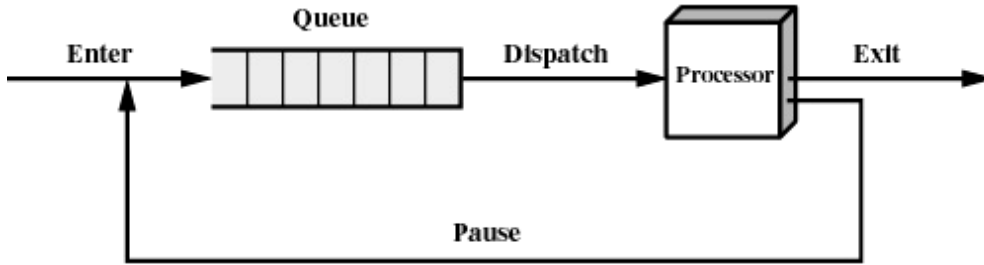 Queue
Enter
Dispatch
Processor
Exit
Pause